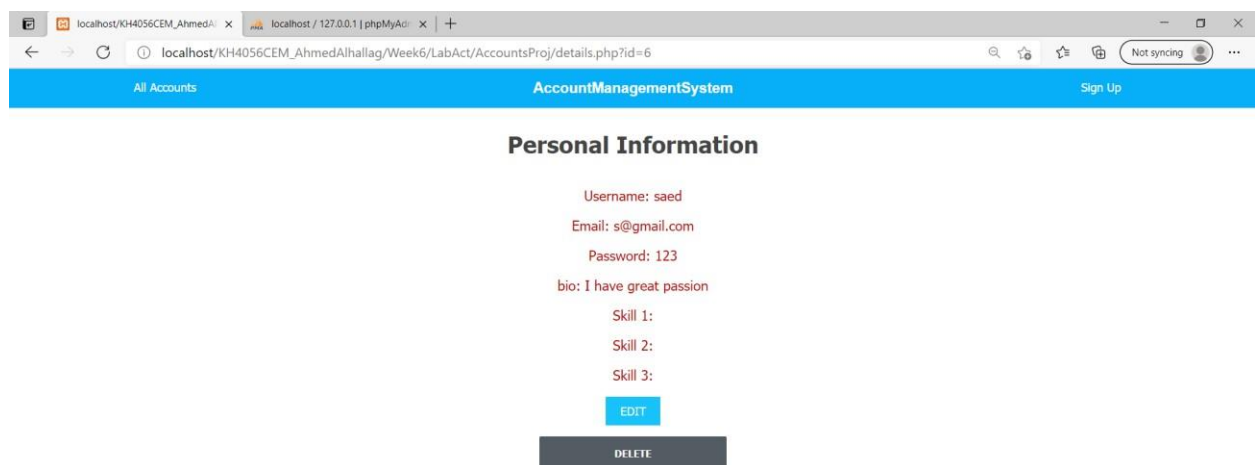 localhost/KH4056CEM_AhmedAl
localhost / 127.0.0.1 | phpMyAdr
localhost/KH4056CEM_AhmedAlhallag/Week6/LabAct/AccountsProj/details.php?id=6
Not syncing
All Accounts
AccountManagementSystem
Sign Up
Personal Information
Username: saed
Email: s@gmail.com
Password: 123
bio: I have great passion
Skill 1:
Skill 2:
Skill 3:
EDIT
DELETE